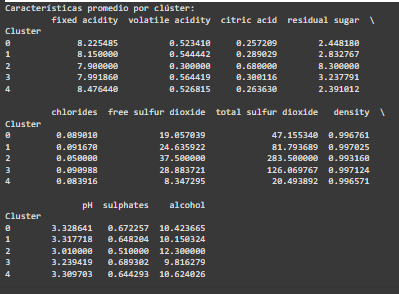 Características promedio por clúster:
         fixed acidity  volatile acidity  citric acid  residual sugar  \
Cluster
0             8.225485          0.523410     0.257209        2.448180
1             8.150000          0.544442     0.289029        2.832767
2             7.900000          0.300000     0.680000        8.300000
3             7.991860          0.564419     0.300116        3.237791
4             8.476440          0.526815     0.263630        2.391012
         chlorides  free sulfur dioxide  total sulfur dioxide   density  \
Cluster
0         0.089010            19.057039             47.155340  0.996761
1         0.091670            24.635922             81.793689  0.997025
2         0.050000            37.500000            283.500000  0.993160
3         0.090988            28.883721            126.069767  0.997124
4         0.083916             8.347295             20.493892  0.996571
               pH  sulphates    alcohol
Cluster
0        3.328641   0.672257  10.423665
1        3.317718   0.648204  10.150324
2        3.010000   0.510000  12.300000
3        3.239419   0.689302   9.816279
4        3.309703   0.644293  10.624026